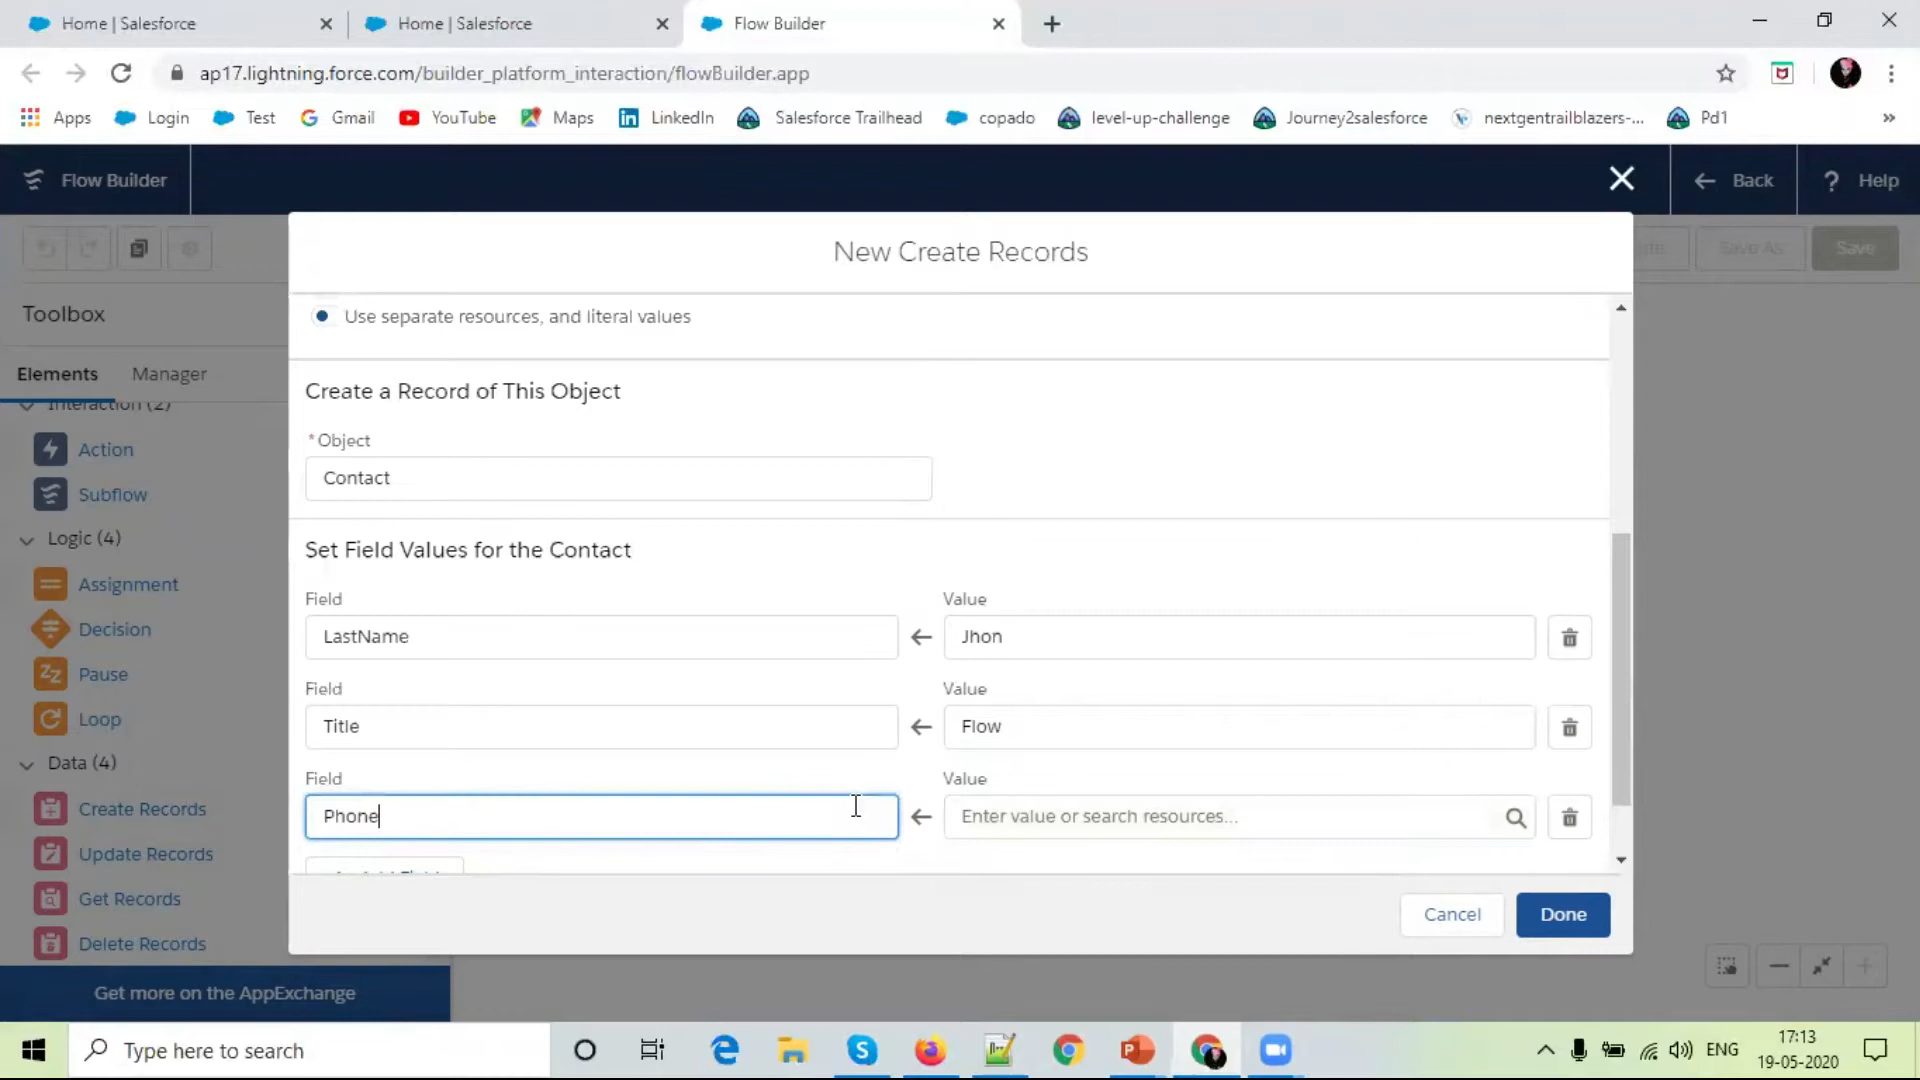 Home | Salesforce
Home | Salesforce
Flow Builder
ap17.lightning.force.com/builder_platform_interaction/flowBuilder.app
Apps
Login
Test
Gmail
YouTube
Maps
LinkedIn
Salesforce Trailhead
copado
level-up-challenge
Journey2salesforce
nextgentrailblazers-...
Pd1
Flow Builder
Back
? Help
New Create Records
Save As
Save
Toolbox
Use separate resources, and literal values
Elements
Manager
Create a Record of This Object
Interaction (2)
*Object
Action
Contact
Subflow
Logic (4)
Set Field Values for the Contact
Assignment
Field
Value
Decision
LastName
Jhon
Pause
Field
Value
Loop
Title
Flow
Data (4)
Field
Value
Create Records
Phone
Enter value or search resources...
Update Records
Get Records
Cancel
Done
Delete Records
Get more on the AppExchange
Type here to search
ENG
17:13
19-05-2020